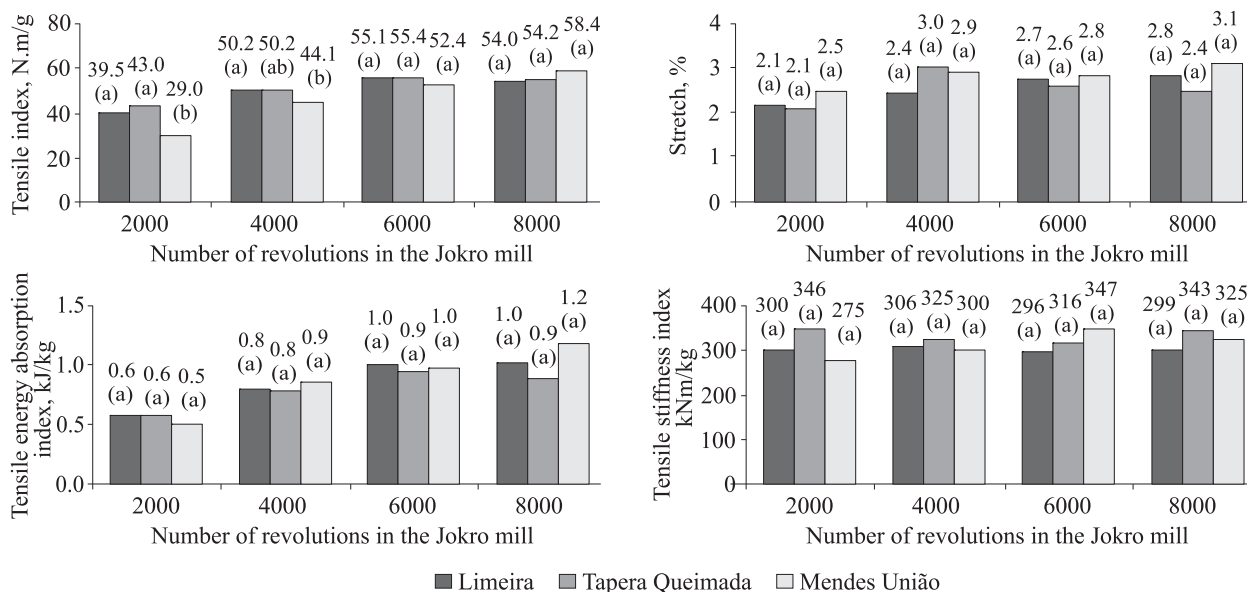 Tensile index, N.m/g
80
60
40
20
0
39.5
(a)
43.0
(a)
29.0
(b)
50.2
(a)
50.2
(ab)
44.1
(b)
55.1
(a)
55.4
(a)
52.4
(a)
54.0
(a)
54.2
(a)
58.4
(a)
2000 4000 6000 8000
Number of revolutions in the Jokro mill
Stretch, %
4
3
2
1
0
2.1
(a)
2.1
(a)
2.5
(a)
2.4
(a)
3.0
(a)
2.9
(a)
2.7
(a)
2.6
(a)
2.8
(a)
2.8
(a)
2.4
(a)
3.1
(a)
2000 4000 6000 8000
Number of revolutions in the Jokro mill
Tensile energy absorption
index, kJ/kg
1.5
1.0
0.5
0.0
0.6
(a)
0.6
(a)
0.5
(a)
0.8
(a)
0.8
(a)
0.9
(a)
1.0
(a)
0.9
(a)
1.0
(a)
1.0
(a)
0.9
(a)
1.2
(a)
2000 4000 6000 8000
Number of revolutions in the Jokro mill
Tensile stiffness index
kNm/kg
400
300
200
100
0
300
(a)
346
(a)
275
(a)
306
(a)
325
(a)
300
(a)
296
(a)
316
(a)
347
(a)
299
(a)
343
(a)
325
(a)
2000 4000 6000 8000
Number of revolutions in the Jokro mill
Limeira Tapera Queimada Mendes União